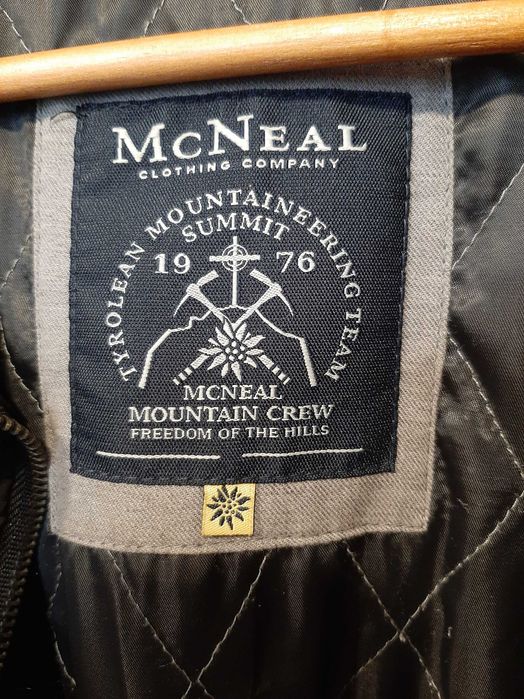 McNeal
CLOTHING COMPANY
TYROLEAN MOUNTAINEERING TEAM
SUMMIT
19 76
MCNEAL
MOUNTAIN CREW
FREEDOM OF THE HILLS